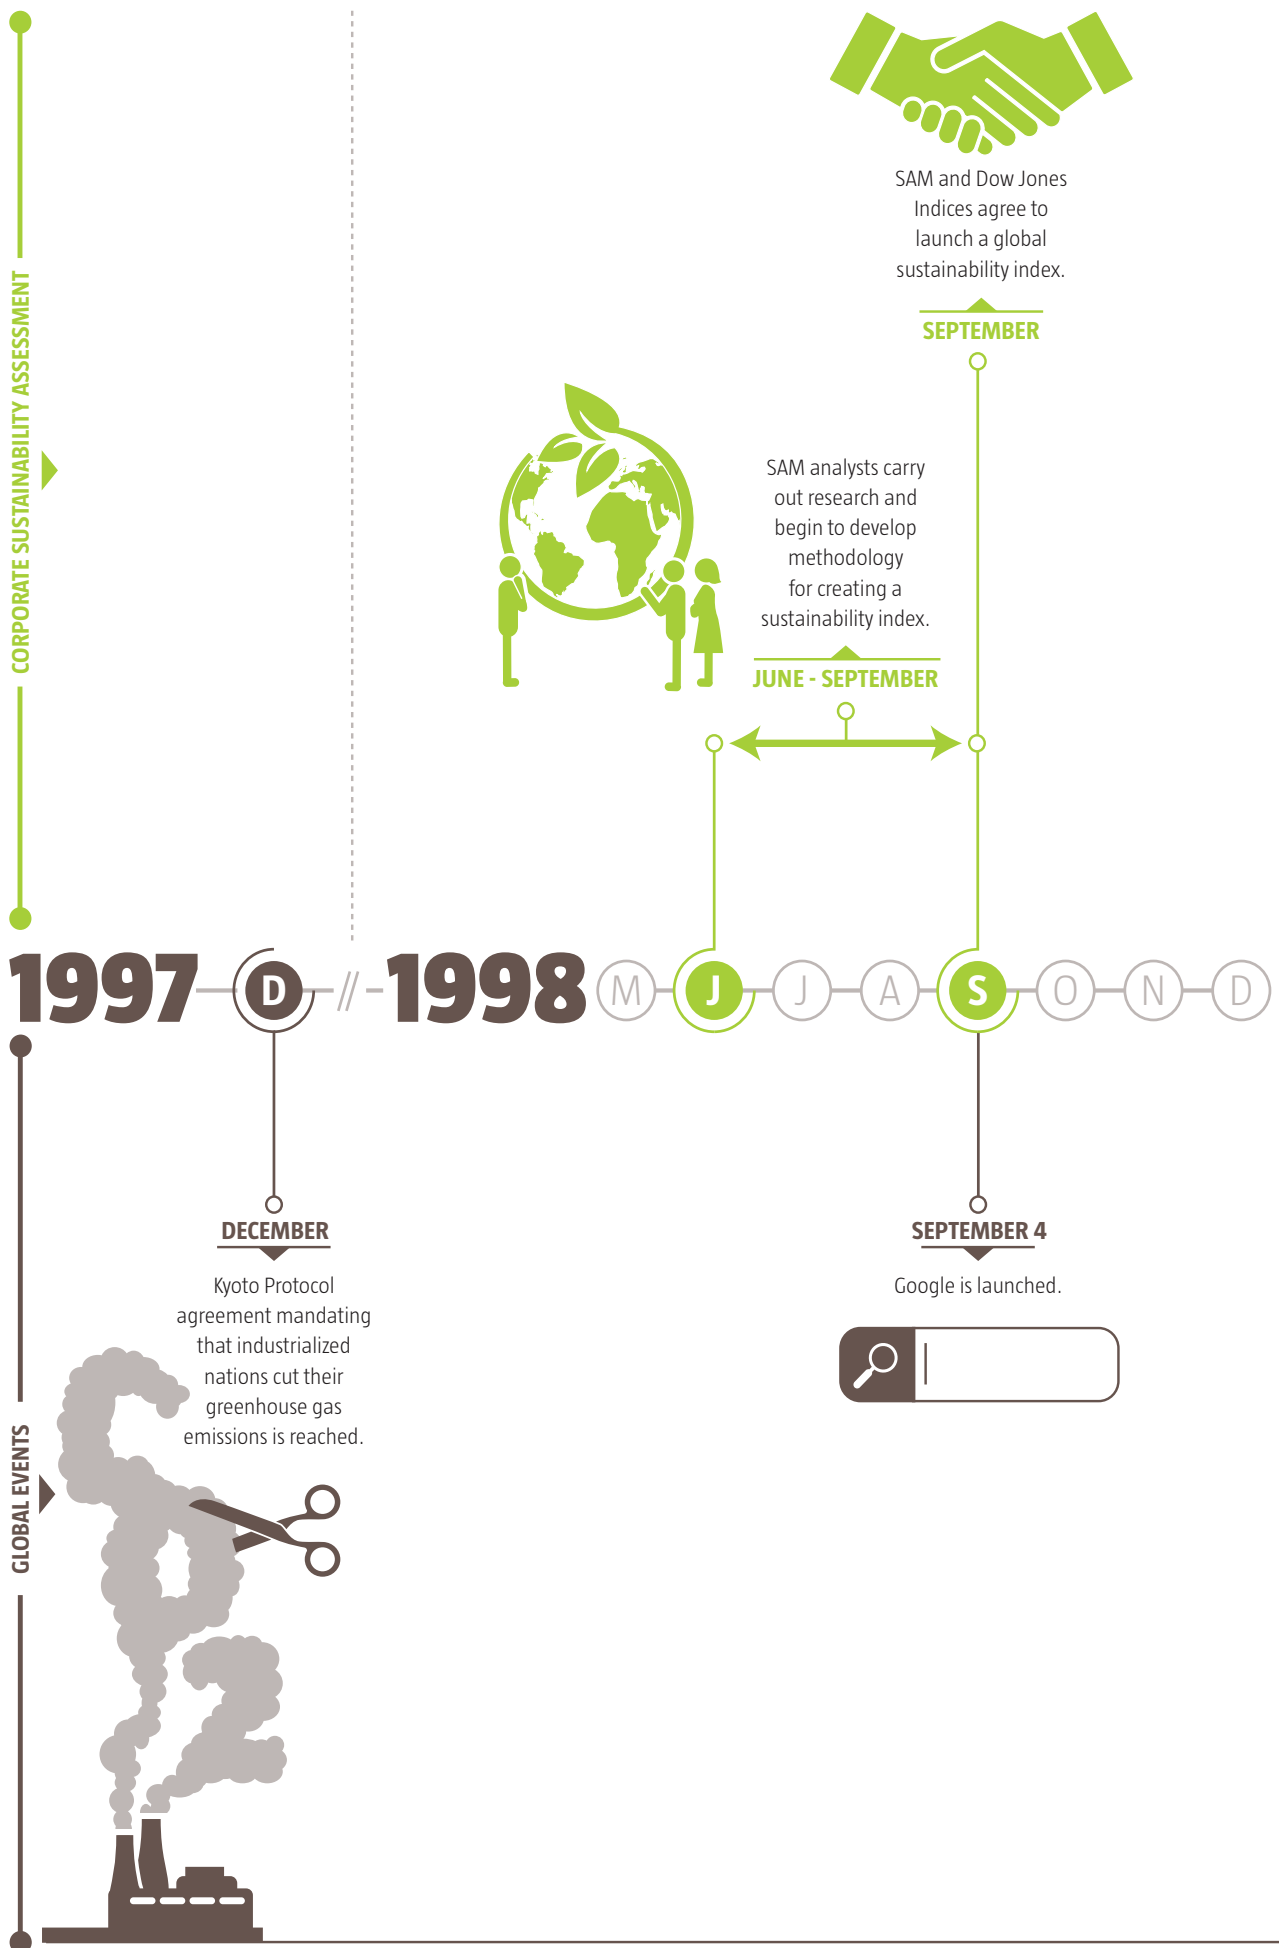 SAM and Dow Jones
Indices agree to
launch a global
sustainability index.
SEPTEMBER
CORPORATE SUSTAINABILITY ASSESSMENT
SAM analysts carry
out research and
begin to develop
methodology
for creating a
sustainability index.
JUNE - SEPTEMBER
1997 D // 1998 M J J A S O N D
DECEMBER
Kyoto Protocol
agreement mandating
that industrialized
nations cut their
greenhouse gas
emissions is reached.
SEPTEMBER 4
Google is launched.
GLOBAL EVENTS
CO2